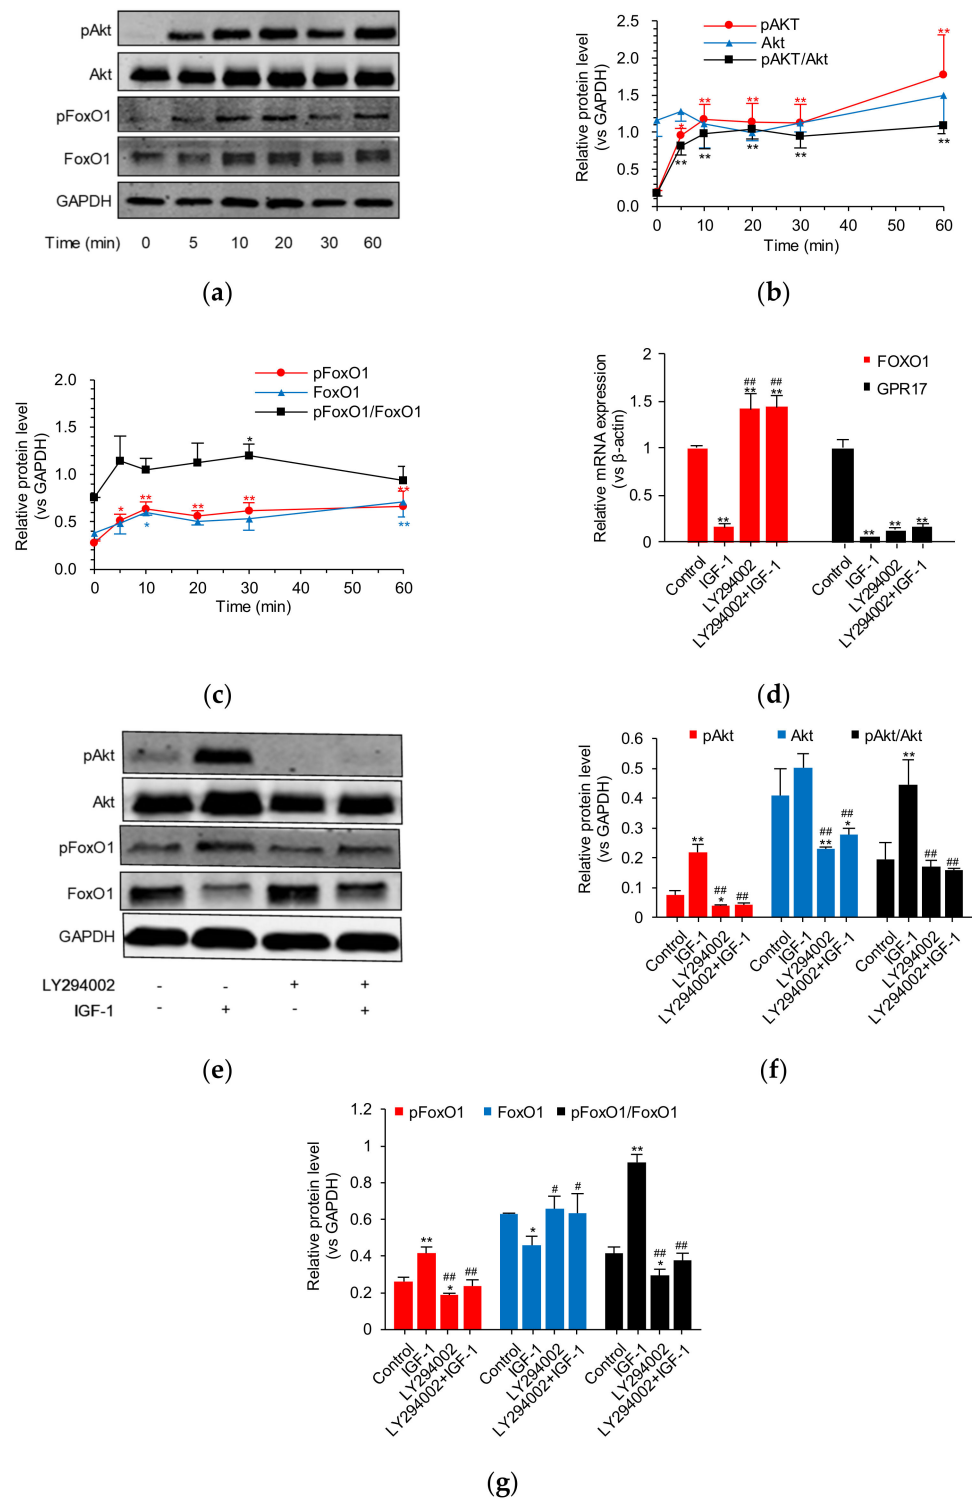 pAkt
Akt
pFoxO1
FoxO1
GAPDH
Time (min) 0 5 10 20 30 60
(a)
pAKT
Akt
pAKT/Akt
Relative protein level
(vs GAPDH)
2.5
2.0
1.5
1.0
0.5
0.0
** ** ** ** *
** ** ** ** **
0 10 20 30 40 50 60
Time (min)
(b)
pFoxO1
FoxO1
pFoxO1/FoxO1
Relative protein level
(vs GAPDH)
2.0
1.5
1.0
0.5
0.0
*
* ** ** ** **
* **
0 10 20 30 40 50 60
Time (min)
(c)
FOXO1
GPR17
Relative mRNA expression
(vs β-actin)
2
1.5
1
0.5
0
## ##
** ** ** ** ** **
Control IGF-1 LY294002 LY294002+IGF-1 Control IGF-1 LY294002 LY294002+IGF-1
(d)
pAkt
Akt
pFoxO1
FoxO1
GAPDH
LY294002 - - + +
IGF-1 - + - +
(e)
pAkt Akt pAkt/Akt
Relative protein level
(vs GAPDH)
0.6
0.5
0.4
0.3
0.2
0.1
0
** ## * ## ## ** ## * ** ## ##
Control IGF-1 LY294002 LY294002+IGF-1 Control IGF-1 LY294002 LY294002+IGF-1 Control IGF-1 LY294002 LY294002+IGF-1
(f)
pFoxO1 FoxO1 pFoxO1/FoxO1
Relative protein level
(vs GAPDH)
1.2
1
0.8
0.6
0.4
0.2
0
** ## * ## * # # ** ## * ##
Control IGF-1 LY294002 LY294002+IGF-1 Control IGF-1 LY294002 LY294002+IGF-1 Control IGF-1 LY294002 LY294002+IGF-1
(g)